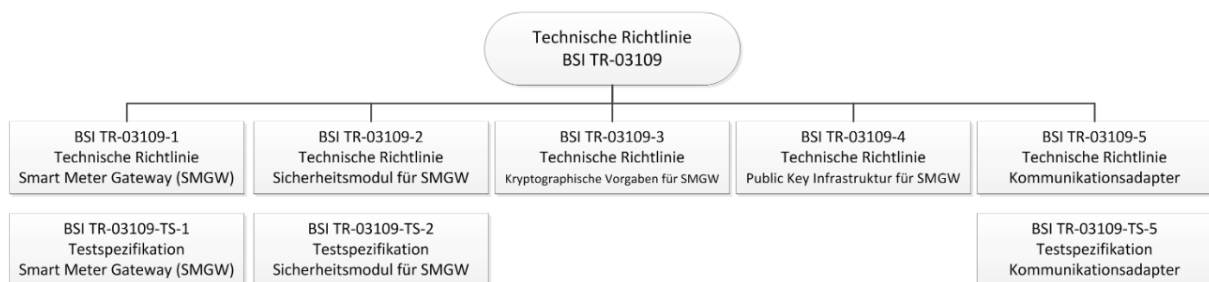 Technische Richtlinie
BSI TR-03109
BSI TR-03109-1
Technische Richtlinie
Smart Meter Gateway (SMGW)
BSI TR-03109-2
Technische Richtlinie
Sicherheitsmodul für SMGW
BSI TR-03109-3
Technische Richtlinie
Kryptographische Vorgaben für SMGW
BSI TR-03109-4
Technische Richtlinie
Public Key Infrastruktur für SMGW
BSI TR-03109-5
Technische Richtlinie
Kommunikationsadapter
BSI TR-03109-TS-1
Testspezifikation
Smart Meter Gateway (SMGW)
BSI TR-03109-TS-2
Testspezifikation
Sicherheitsmodul für SMGW
BSI TR-03109-TS-5
Testspezifikation
Kommunikationsadapter